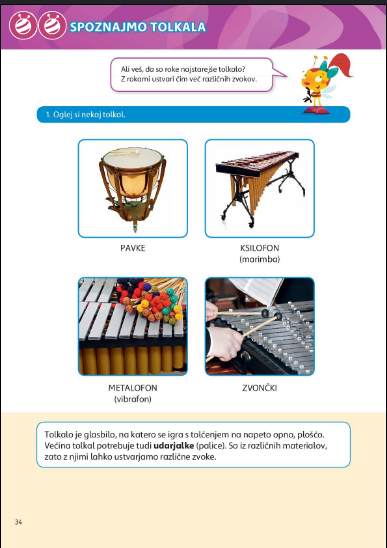 SPOZNAJMO TOLKALA
Ali veš, da so roke najstarejše tolkalo?
Z rokami ustvari čim več različnih zvokov.
1. Oglej si nekaj tolkal.
PAVKE
KSILOFON
(marimba)
METALOFON
(vibrafon)
ZVONČKI
Tolkalo je glasbilo, na katero se igra s tolčenjem na napeto opno, ploščo.
Večina tolkal potrebuje tudi udarjalke (palice). So iz različnih materialov,
zato z njimi lahko ustvarjamo različne zvoke.
34